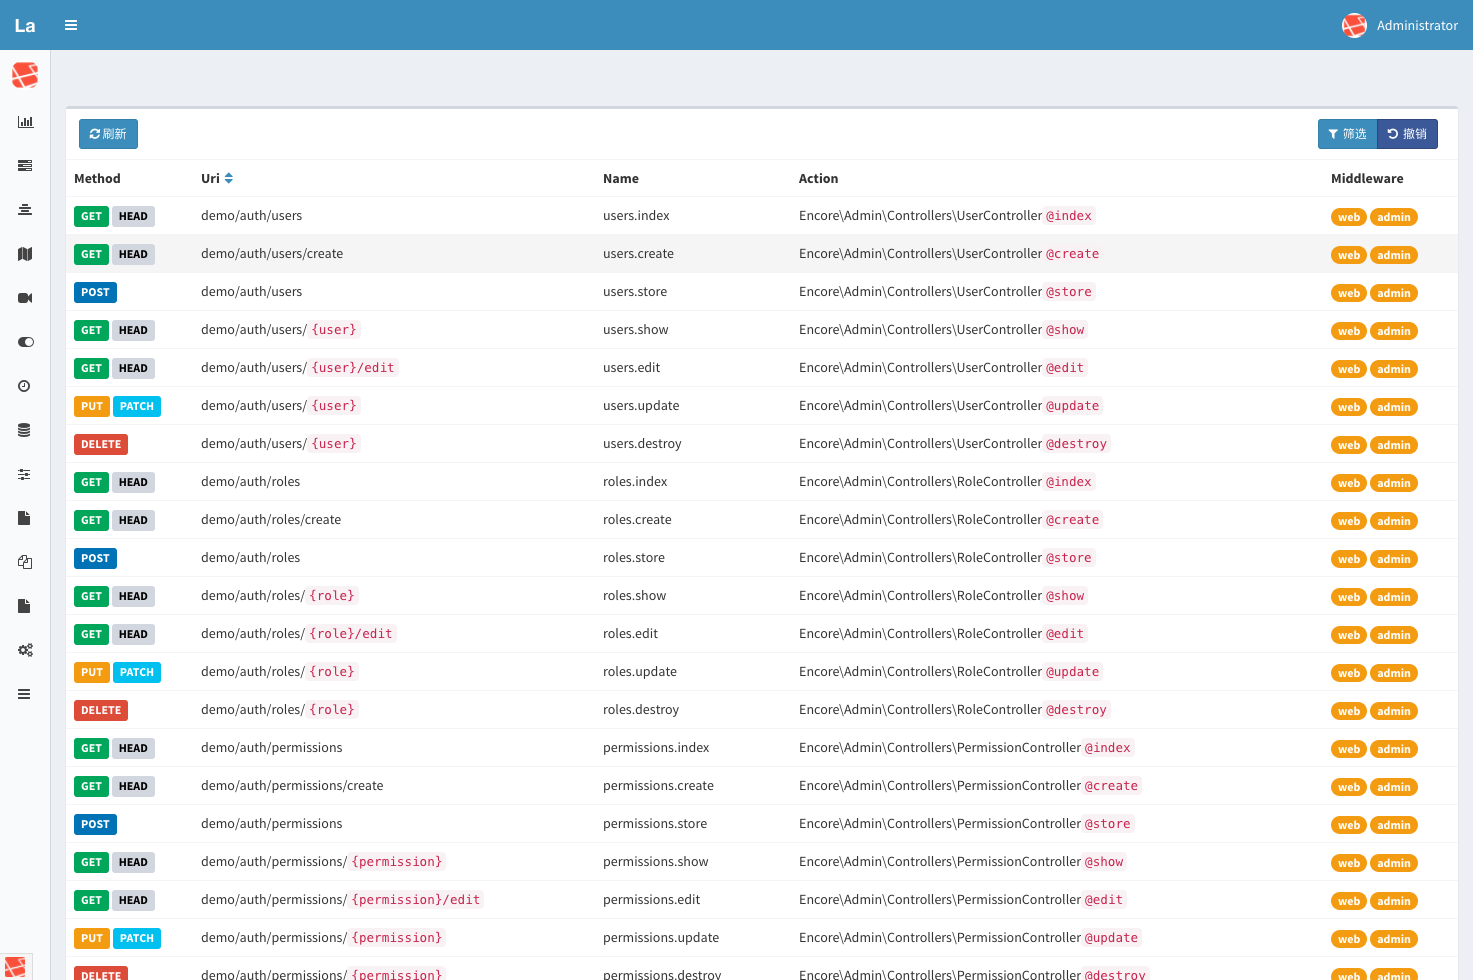 La Administrator
刷新 筛选 撤销
Method Uri Name Action Middleware
GET HEAD demo/auth/users users.index Encore\Admin\Controllers\UserController@index web admin
GET HEAD demo/auth/users/create users.create Encore\Admin\Controllers\UserController@create web admin
POST demo/auth/users users.store Encore\Admin\Controllers\UserController@store web admin
GET HEAD demo/auth/users/{user} users.show Encore\Admin\Controllers\UserController@show web admin
GET HEAD demo/auth/users/{user}/edit users.edit Encore\Admin\Controllers\UserController@edit web admin
PUT PATCH demo/auth/users/{user} users.update Encore\Admin\Controllers\UserController@update web admin
DELETE demo/auth/users/{user} users.destroy Encore\Admin\Controllers\UserController@destroy web admin
GET HEAD demo/auth/roles roles.index Encore\Admin\Controllers\RoleController@index web admin
GET HEAD demo/auth/roles/create roles.create Encore\Admin\Controllers\RoleController@create web admin
POST demo/auth/roles roles.store Encore\Admin\Controllers\RoleController@store web admin
GET HEAD demo/auth/roles/{role} roles.show Encore\Admin\Controllers\RoleController@show web admin
GET HEAD demo/auth/roles/{role}/edit roles.edit Encore\Admin\Controllers\RoleController@edit web admin
PUT PATCH demo/auth/roles/{role} roles.update Encore\Admin\Controllers\RoleController@update web admin
DELETE demo/auth/roles/{role} roles.destroy Encore\Admin\Controllers\RoleController@destroy web admin
GET HEAD demo/auth/permissions permissions.index Encore\Admin\Controllers\PermissionController@index web admin
GET HEAD demo/auth/permissions/create permissions.create Encore\Admin\Controllers\PermissionController@create web admin
POST demo/auth/permissions permissions.store Encore\Admin\Controllers\PermissionController@store web admin
GET HEAD demo/auth/permissions/{permission} permissions.show Encore\Admin\Controllers\PermissionController@show web admin
GET HEAD demo/auth/permissions/{permission}/edit permissions.edit Encore\Admin\Controllers\PermissionController@edit web admin
PUT PATCH demo/auth/permissions/{permission} permissions.update Encore\Admin\Controllers\PermissionController@update web admin
DELETE demo/auth/permissions/{permission} permissions.destroy Encore\Admin\Controllers\PermissionController@destroy web admin